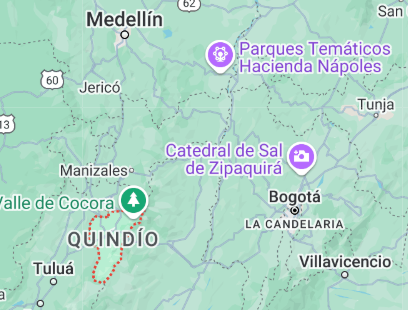 62
San
Medellín
Parques Temáticos
Hacienda Nápoles
60
Jericó
13
Tunja
Catedral de Sal
de Zipaquirá
Manizales
Valle de Cocora
Bogotá
LA CANDELARIA
QUINDÍO
Tuluá
Villavicencio